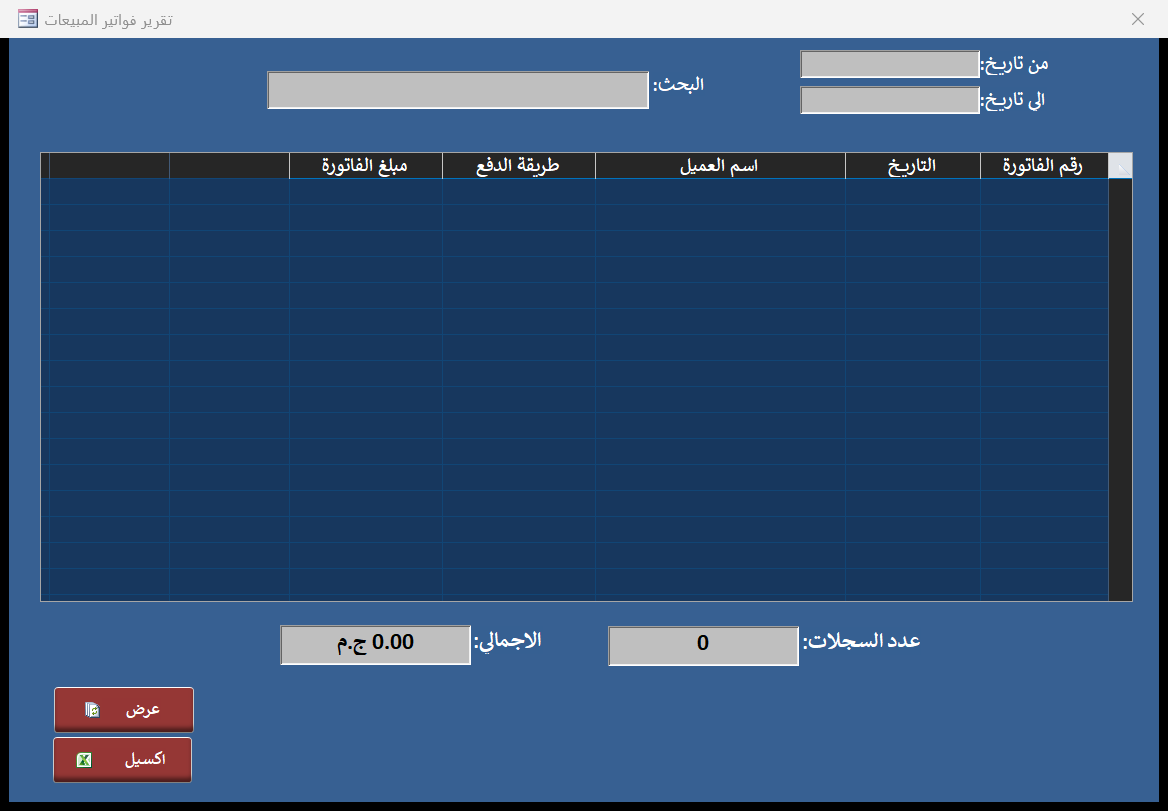 تقرير فواتير المبيعات
من تاريخ:
الي تاريخ:
البحث:
رقم الفاتورة التاريخ اسم العميل طريقة الدفع مبلغ الفاتورة
عدد السجلات: 0
الاجمالي: 0.00 ج.م
عرض
اكسيل